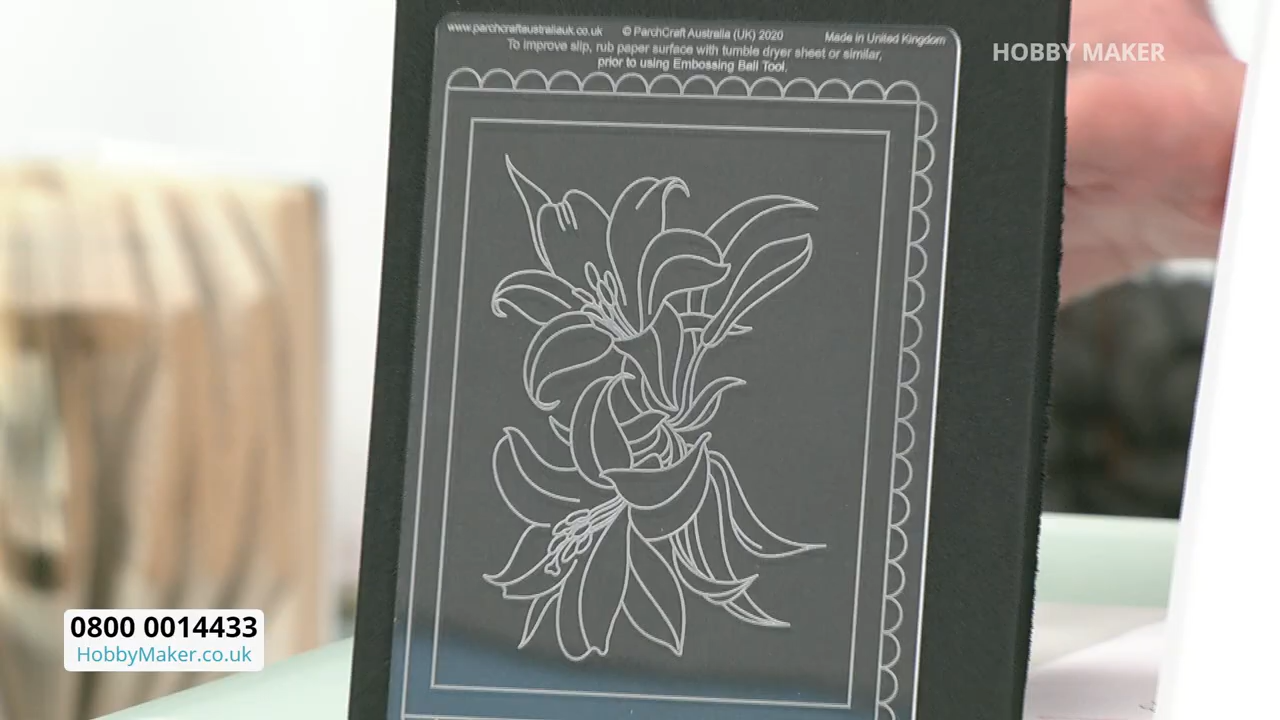 www.parchcraftaustraliauk.co.uk © ParchCraft Australia (UK) 2020 Made in United Kingdom
To improve slip, rub paper surface with tumble dryer sheet or similar,
prior to using Embossing Ball Tool.
HOBBY MAKER
0800 0014433
HobbyMaker.co.uk